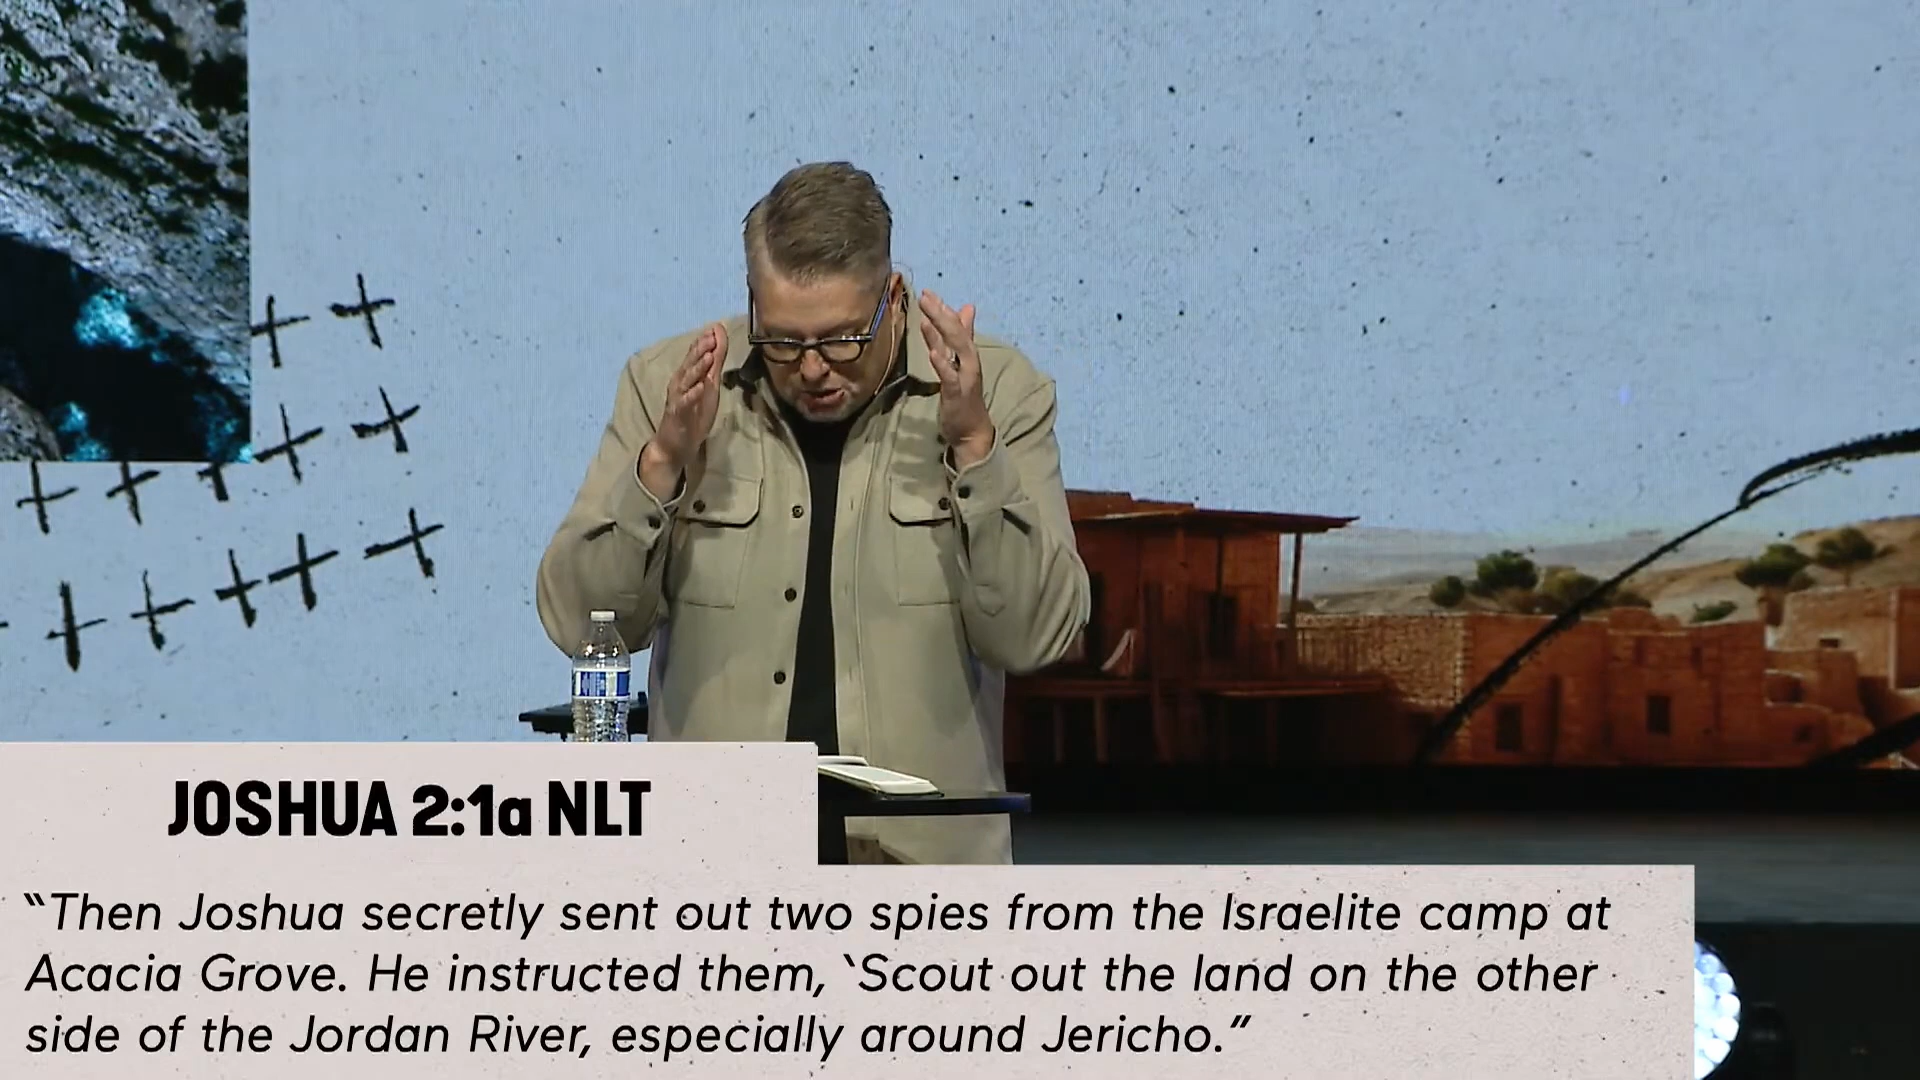 JOSHUA 2:1a NLT
“Then Joshua secretly sent out two spies from the Israelite camp at
Acacia Grove. He instructed them, ‘Scout out the land on the other
side of the Jordan River, especially around Jericho.”